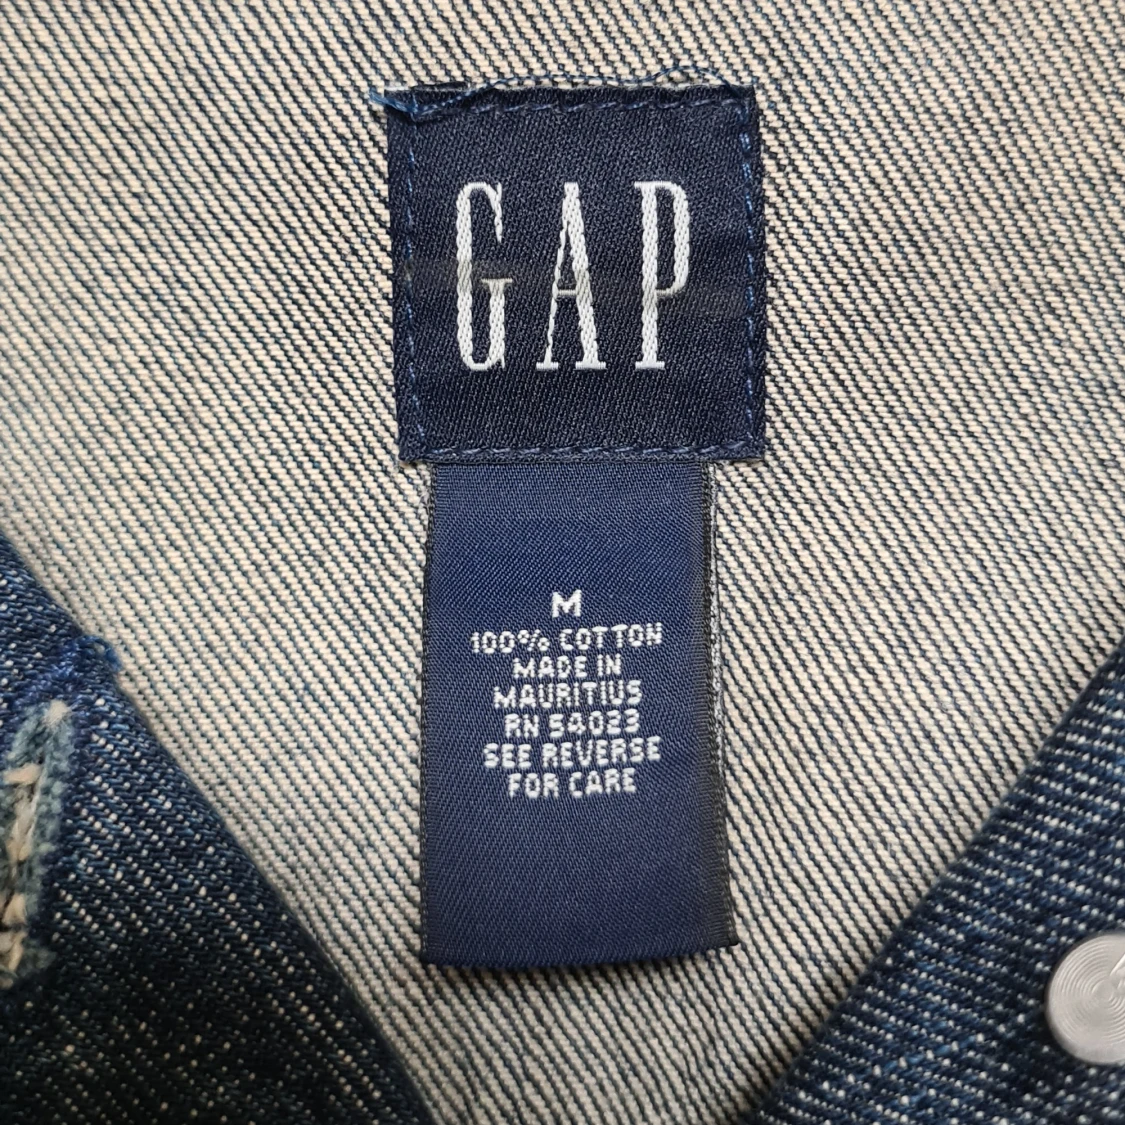 GAP
M
100% COTTON
MADE IN
MAURITIUS
RN 54023
SEE REVERSE
FOR CARE